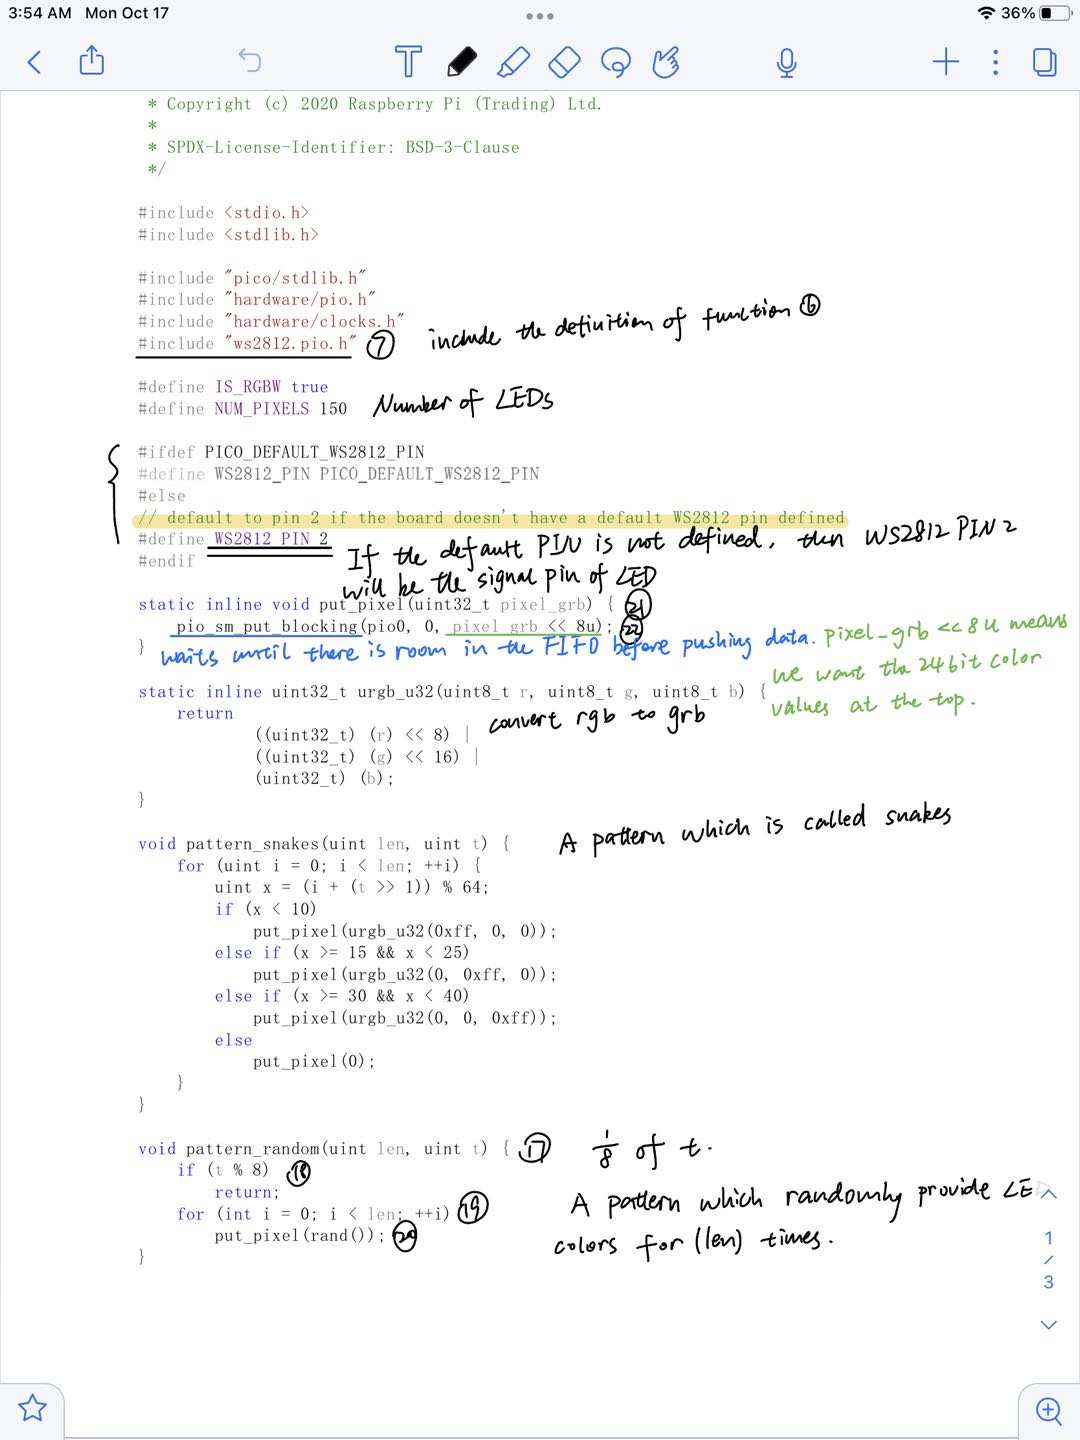 3:54 AM Mon Oct 17
36%
* Copyright (c) 2020 Raspberry Pi (Trading) Ltd.
*
* SPDX-License-Identifier: BSD-3-Clause
*/
#include <stdio.h>
#include <stdlib.h>
#include "pico/stdlib.h"
#include "hardware/pio.h"
#include "hardware/clocks.h"
#include "ws2812.pio.h" ⑦ include the definition of function ⑥
#define IS_RGBW true
#define NUM_PIXELS 150 Number of LEDs
#ifdef PICO_DEFAULT_WS2812_PIN
#define WS2812_PIN PICO_DEFAULT_WS2812_PIN
#else
// default to pin 2 if the board doesn't have a default WS2812 pin defined
#define WS2812_PIN 2 If the default PIN is not defined, then WS2812 PIN 2
#endif will be the signal pin of LED
static inline void put_pixel(uint32_t pixel_grb) { ㉑
pio_sm_put_blocking(pio0, 0, pixel_grb << 8u); ㉒
} waits until there is room in the FIFO before pushing data. pixel_grb << 8u means
we want the 24 bit color
values at the top.
static inline uint32_t urgb_u32(uint8_t r, uint8_t g, uint8_t b) {
return convert rgb to grb
((uint32_t) (r) << 8) |
((uint32_t) (g) << 16) |
(uint32_t) (b);
}
void pattern_snakes(uint len, uint t) { A pattern which is called snakes
for (uint i = 0; i < len; ++i) {
uint x = (i + (t >> 1)) % 64;
if (x < 10)
put_pixel(urgb_u32(0xff, 0, 0));
else if (x >= 15 && x < 25)
put_pixel(urgb_u32(0, 0xff, 0));
else if (x >= 30 && x < 40)
put_pixel(urgb_u32(0, 0, 0xff));
else
put_pixel(0);
}
}
void pattern_random(uint len, uint t) { ⑰ 1/8 of t.
if (t % 8) ⑱
return;
for (int i = 0; i < len; ++i) ⑲ A pattern which randomly provide LE
put_pixel(rand()); ⑳ colors for (len) times.
}
1
/
3